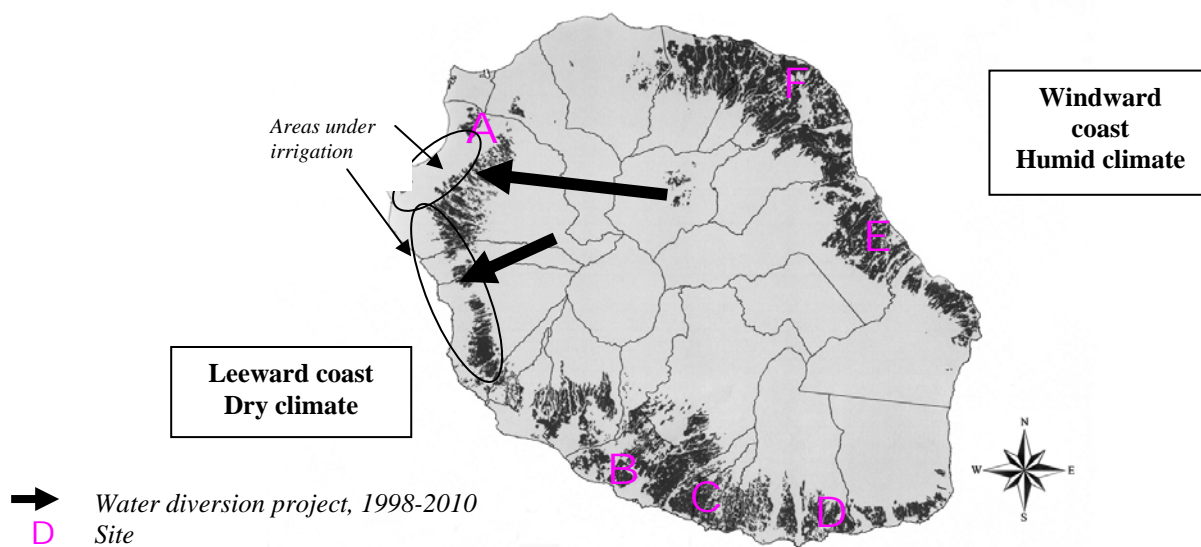 F
Windward
coast
Humid climate
Areas under
irrigation
A
E
Leeward coast
Dry climate
N
W E
S
B
C
D
Water diversion project, 1998-2010
D Site